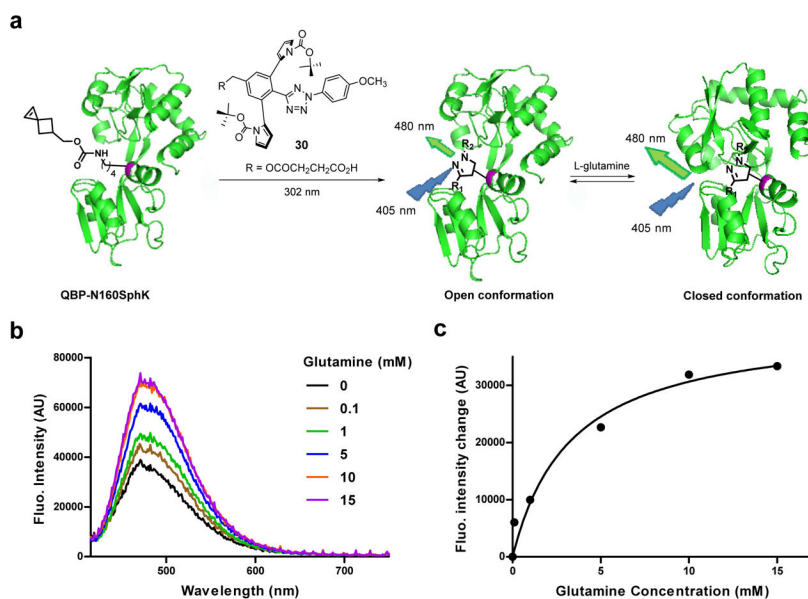 a
N
O
O
R
O
O
N
O
N
N
N=N
OCH₃
30
R = OCOCH₂CH₂CO₂H
302 nm
O
O
NH
4
QBP-N160SphK
480 nm
R₂
N
N
R₁
405 nm
Open conformation
L-glutamine
480 nm
R₂
N
N
R₁
405 nm
Closed conformation
b
Fluo. Intensity (AU)
80000
60000
40000
20000
0
500
600
700
Wavelength (nm)
Glutamine (mM)
0
0.1
1
5
10
15
c
Fluo. intensity change (AU)
30000
20000
10000
0
0
5
10
15
Glutamine Concentration (mM)